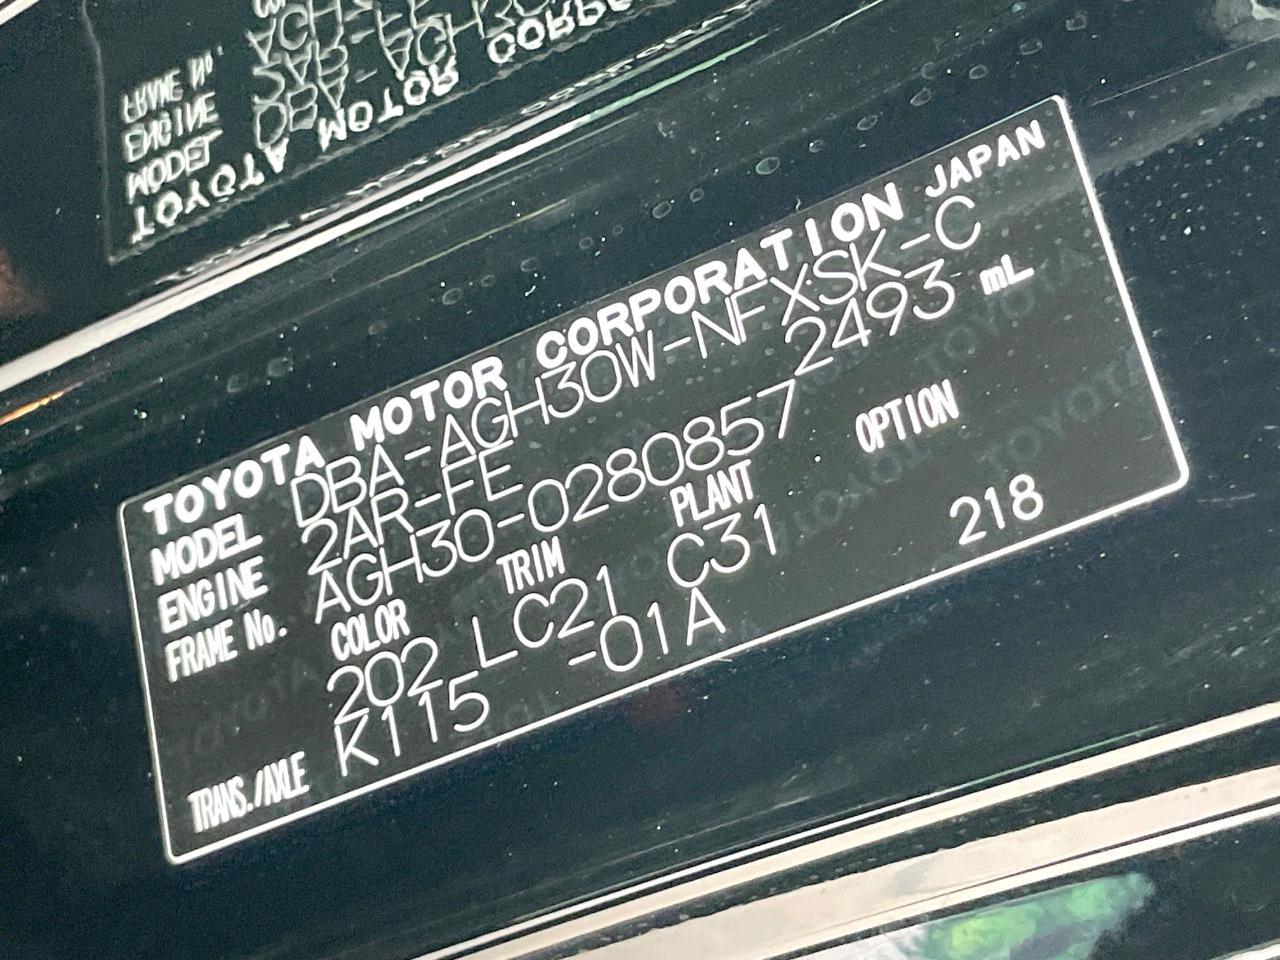 TOYOTA MOTOR CORPORATION JAPAN
MODEL DBA-AGH30W-NFXSK-C
ENGINE 2AR-FE 2493 mL
FRAME No. AGH30-0280857
COLOR TRIM PLANT OPTION
202 LC21 C31 218
TRANS./AXLE K115 -01A